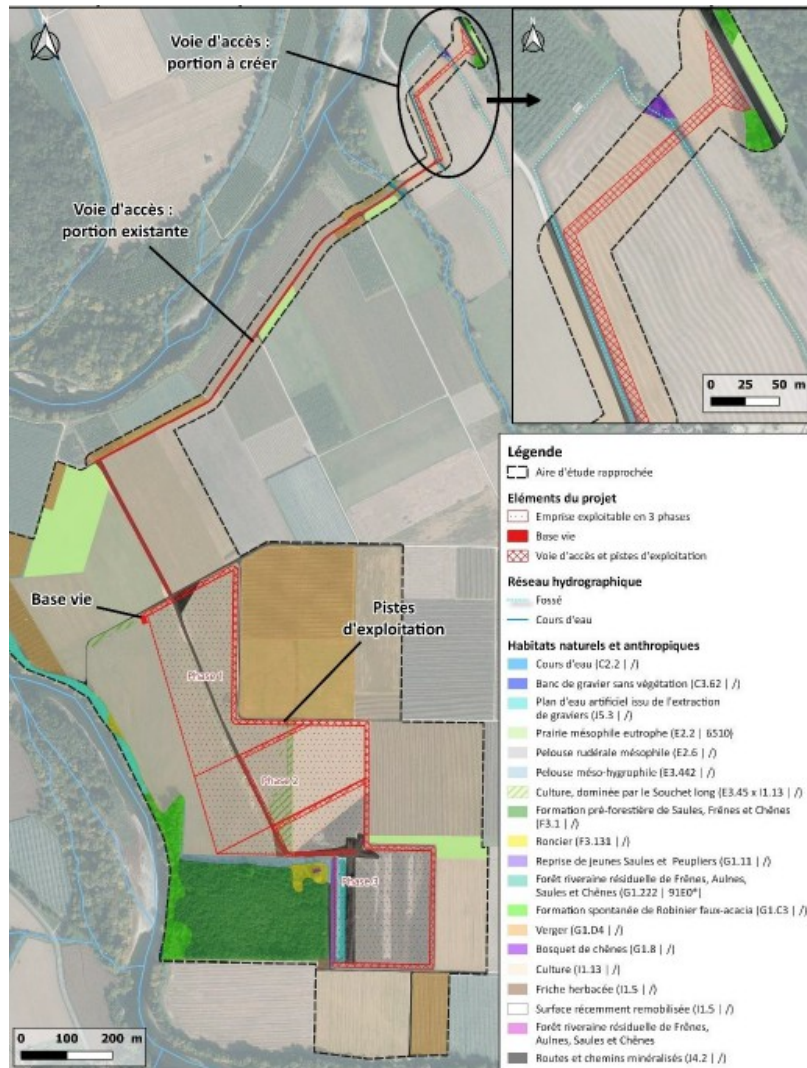 Voie d'accès :
portion à créer
Voie d'accès :
portion existante
0 25 50 m
Base vie
Pistes
d'exploitation
Phase 1
Phase 2
Phase 3
0 100 200 m
Légende
Aire d'étude rapprochée
Eléments du projet
Emprise exploitable en 3 phases
Base vie
Voie d'accès et pistes d'exploitation
Réseau hydrographique
Fossé
Cours d'eau
Habitats naturels et anthropiques
Cours d'eau (C2.2 | /)
Banc de gravier sans végétation (C3.62 | /)
Plan d'eau artificiel issu de l'extraction
de graviers (J5.3 | /)
Prairie mésophile eutrophe (E2.2 | 6510)
Pelouse rudérale mésophile (E2.6 | /)
Pelouse méso-hygrophile (E3.442 | /)
Culture, dominée par le Souchet long (E3.45 x I1.13 | /)
Formation pré-forestière de Saules, Frênes et Chênes
(F3.1 | /)
Roncier (F3.131 | /)
Reprise de jeunes Saules et Peupliers (G1.11 | /)
Forêt riveraine résiduelle de Frênes, Aulnes,
Saules et Chênes (G1.222 | 91E0*)
Formation spontanée de Robinier faux-acacia (G1.C3 | /)
Verger (G1.D4 | /)
Bosquet de chênes (G1.8 | /)
Culture (I1.13 | /)
Friche herbacée (I1.5 | /)
Surface récemment remobilisée (I1.5 | /)
Forêt riveraine résiduelle de Frênes,
Aulnes, Saules et Chênes
Routes et chemins minéralisés (J4.2 | /)